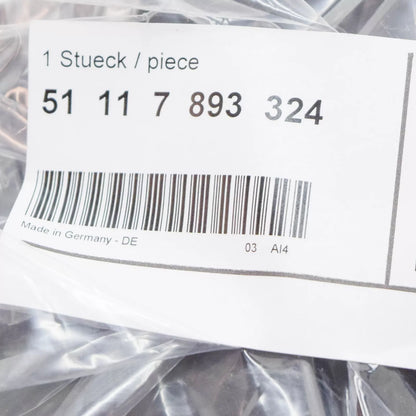 1 Stueck / piece
51 11 7 893 324
Made in Germany - DE 03 AI4